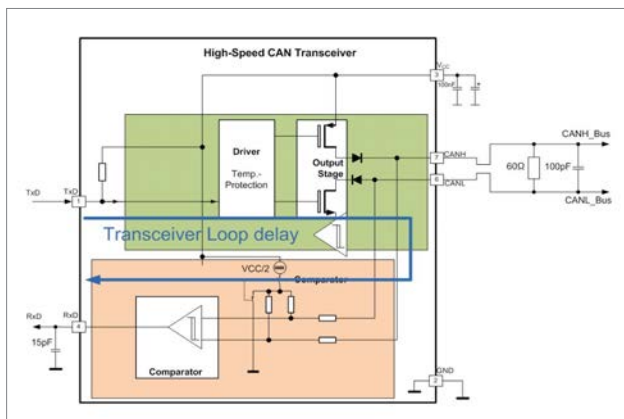 High-Speed CAN Transceiver
VCC
3
100nF
+
Driver
Temp.-
Protection
Output
Stage
7
CANH
6
CANL
CANH_Bus
60Ω
100pF
CANL_Bus
TxD
TxD
1
Transceiver Loop delay
VCC/2
Comparator
RxD
RxD
4
15pF
Comparator
GND
2